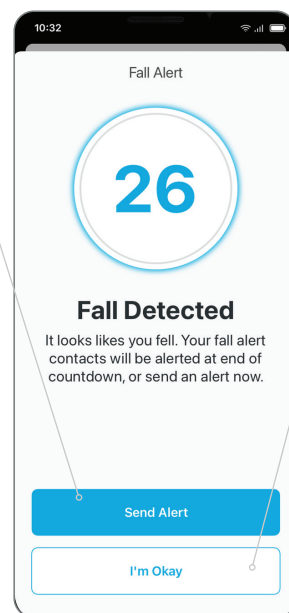 10:32
Fall Alert
26
Fall Detected
It looks likes you fell. Your fall alert
contacts will be alerted at end of
countdown, or send an alert now.
Send Alert
I'm Okay